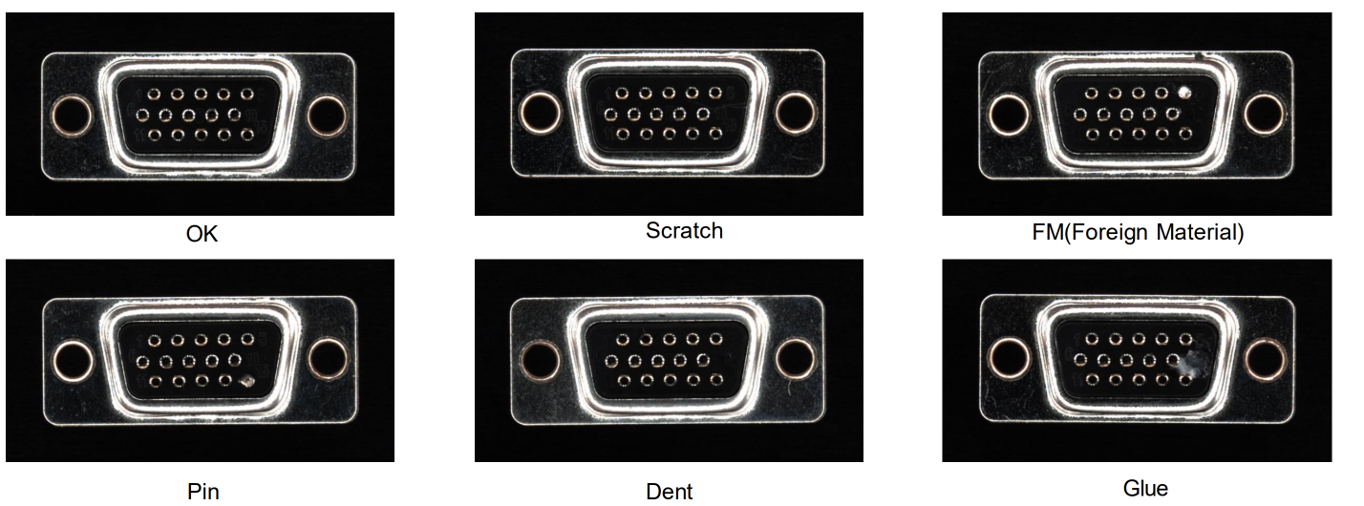 OK
Scratch
FM(Foreign Material)
Pin
Dent
Glue